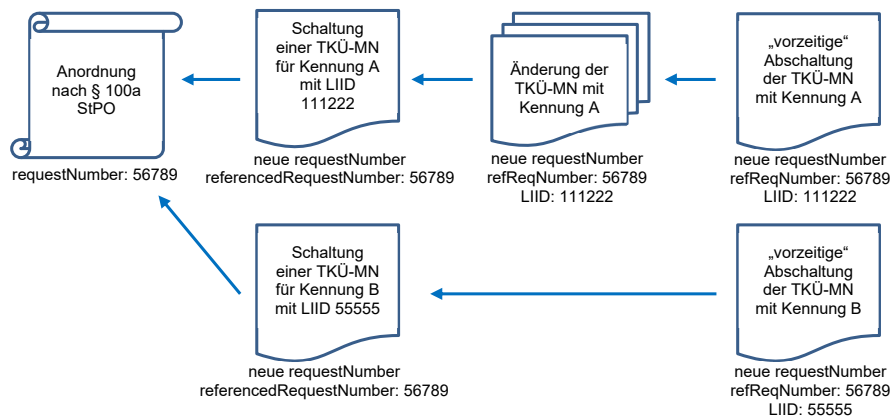 Anordnung
nach § 100a
StPO
requestNumber: 56789
Schaltung
einer TKÜ-MN
für Kennung A
mit LIID
111222
neue requestNumber
referencedRequestNumber: 56789
Änderung der
TKÜ-MN mit
Kennung A
neue requestNumber
refReqNumber: 56789
LIID: 111222
„vorzeitige“
Abschaltung
der TKÜ-MN
mit Kennung A
neue requestNumber
refReqNumber: 56789
LIID: 111222
Schaltung
einer TKÜ-MN
für Kennung B
mit LIID 55555
neue requestNumber
referencedRequestNumber: 56789
„vorzeitige“
Abschaltung
der TKÜ-MN
mit Kennung B
neue requestNumber
refReqNumber: 56789
LIID: 55555